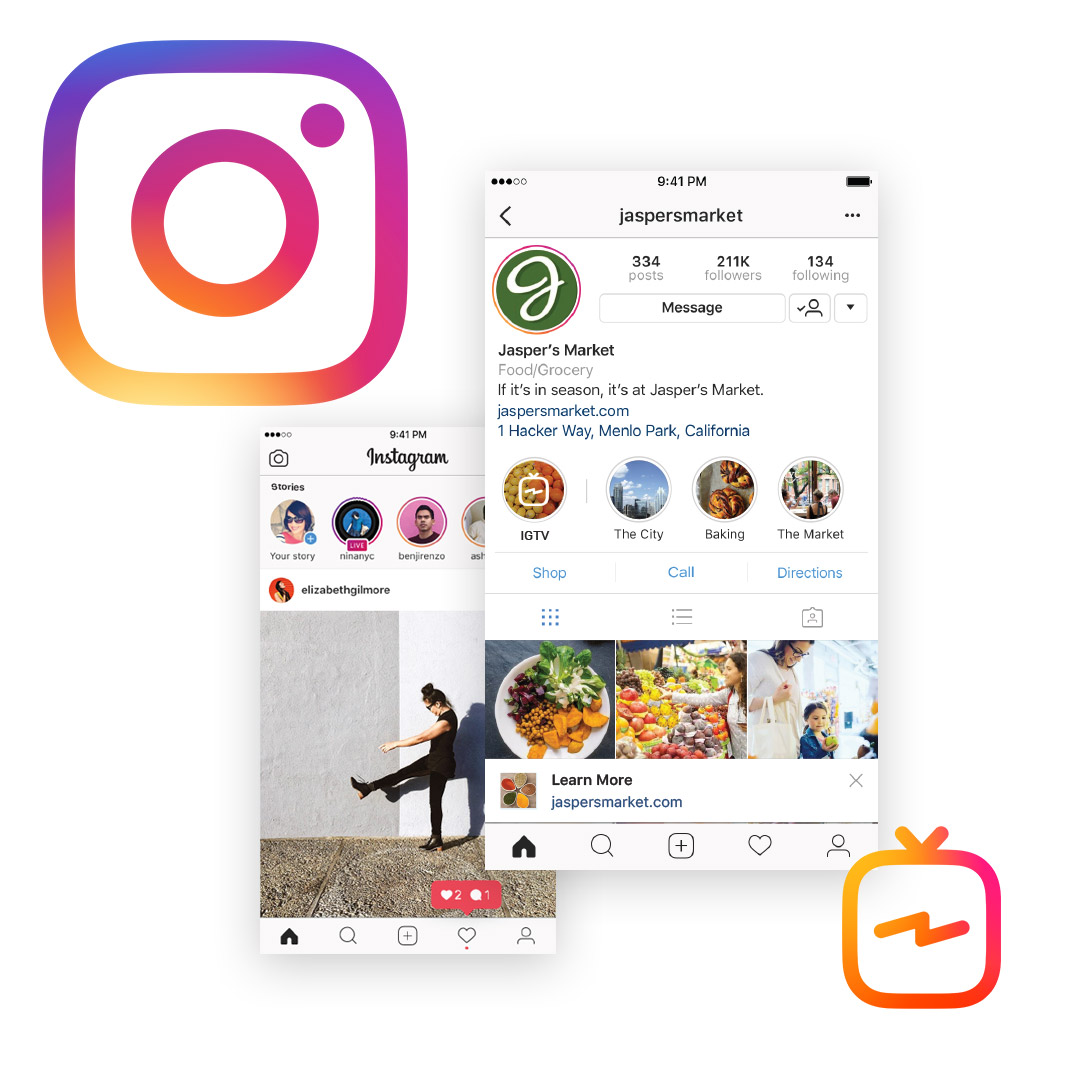 9:41 PM
jaspersmarket
334
posts
211K
followers
134
following
Message
Jasper’s Market
Food/Grocery
If it’s in season, it’s at Jasper’s Market.
jaspersmarket.com
1 Hacker Way, Menlo Park, California
IGTV
The City
Baking
The Market
Shop
Call
Directions
Learn More
jaspersmarket.com
9:41 PM
Instagram
Stories
LIVE
Your story
ninanyc
benjirenzo
ash
elizabethgilmore
2
1